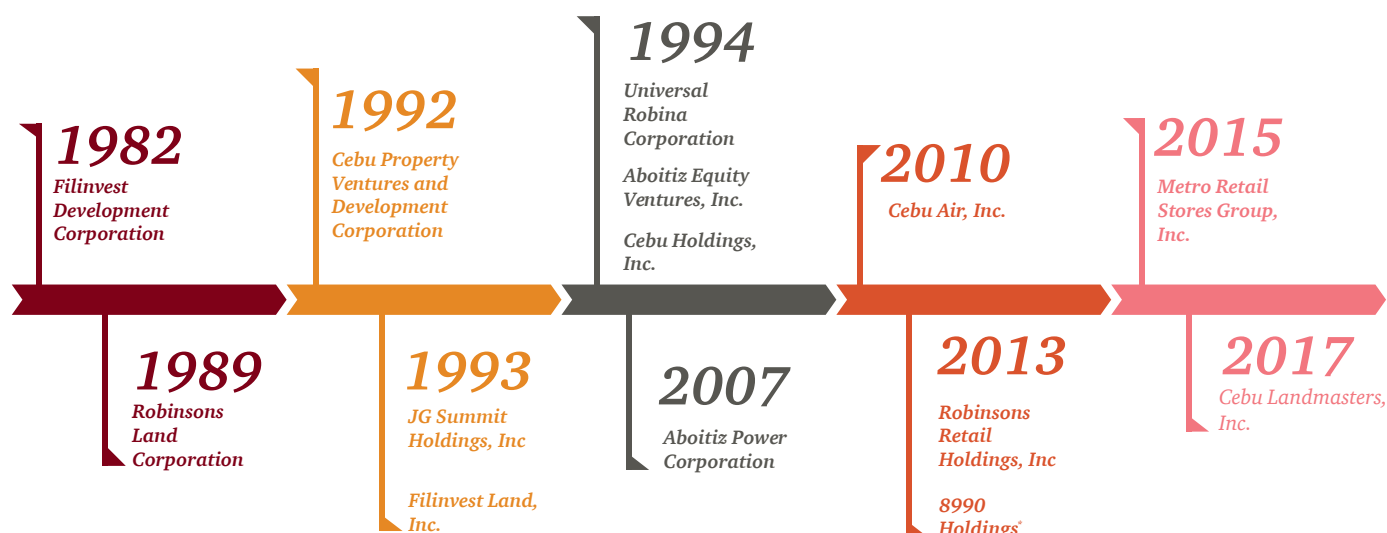 1982
Filinvest
Development
Corporation
1989
Robinsons
Land
Corporation
1992
Cebu Property
Ventures and
Development
Corporation
1993
JG Summit
Holdings, Inc
Filinvest Land,
Inc.
1994
Universal
Robina
Corporation
Aboitiz Equity
Ventures, Inc.
Cebu Holdings,
Inc.
2007
Aboitiz Power
Corporation
2010
Cebu Air, Inc.
2013
Robinsons
Retail
Holdings, Inc
8990
Holdings*
2015
Metro Retail
Stores Group,
Inc.
2017
Cebu Landmasters,
Inc.